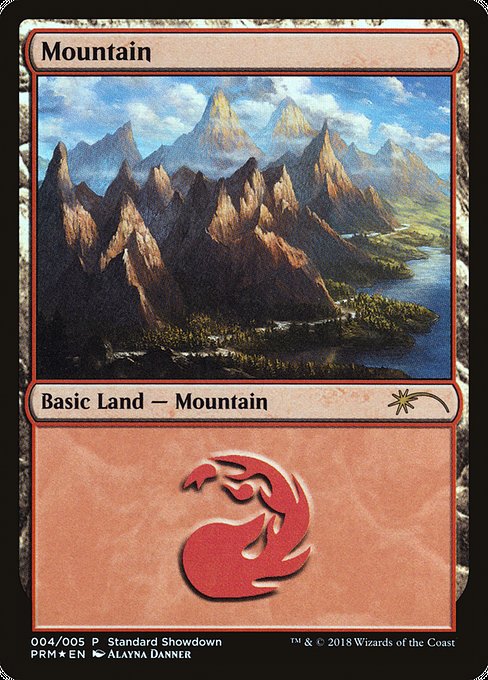 Mountain
Basic Land — Mountain
004/005 P Standard Showdown
PRM★EN Alayna Danner
™ & © 2018 Wizards of the Coast